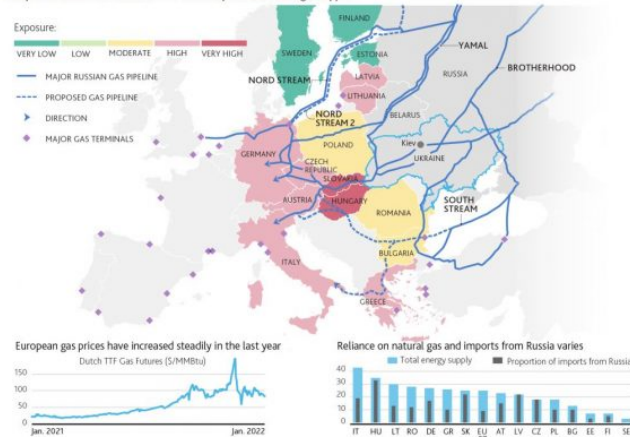 Exposure:
VERY LOW LOW MODERATE HIGH VERY HIGH
MAJOR RUSSIAN GAS PIPELINE
PROPOSED GAS PIPELINE
DIRECTION
MAJOR GAS TERMINALS
FINLAND
SWEDEN
ESTONIA
YAMAL
NORD STREAM
LATVIA
RUSSIA
BROTHERHOOD
LITHUANIA
NORD
STREAM 2
BELARUS
POLAND
GERMANY
Kiev
UKRAINE
CZECH
REPUBLIC
SLOVAKIA
AUSTRIA
HUNGARY
SOUTH
STREAM
ROMANIA
BULGARIA
ITALY
GREECE
European gas prices have increased steadily in the last year
Dutch TTF Gas Futures ($/MMBtu)
150
100
50
0
Jan. 2021 Jan. 2022
Reliance on natural gas and imports from Russia varies
Total energy supply Proportion of imports from Russia
40
30
20
10
0
IT HU LT RO DE GR SK EU AT LV CZ PL BG EE FI SE